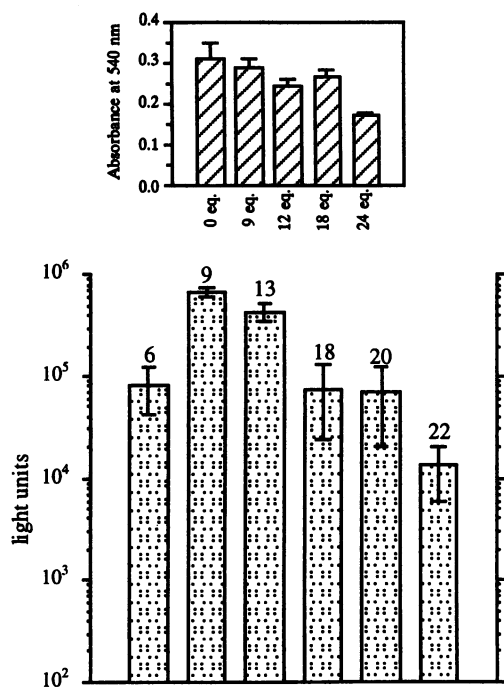 Absorbance at 540 nm
0.4
0.3
0.2
0.1
0.0
0 eq.
9 eq.
12 eq.
18 eq.
24 eq.
light units
10⁶
10⁵
10⁴
10³
10²
6
9
13
18
20
22